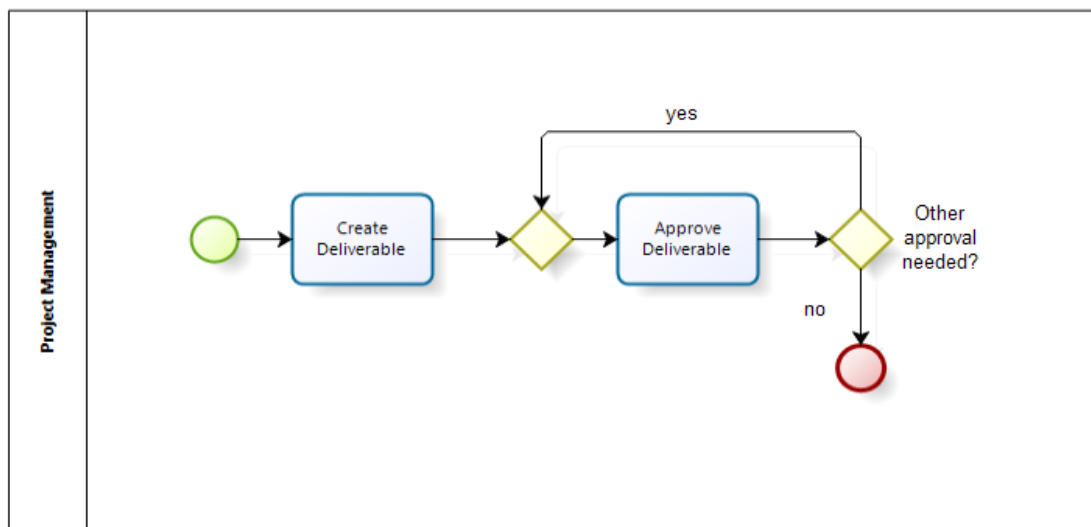 Project Management
Create
Deliverable
Approve
Deliverable
yes
Other
approval
needed?
no